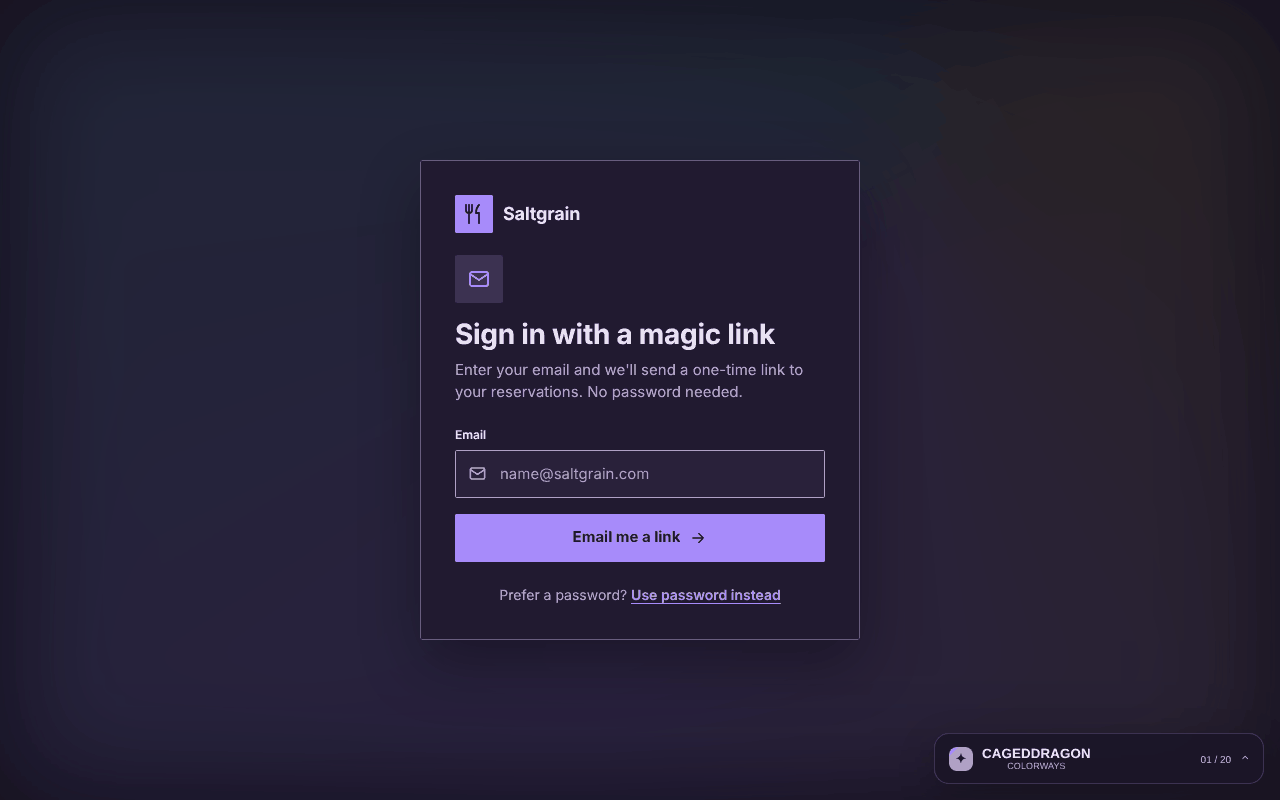 Saltgrain
Sign in with a magic link
Enter your email and we'll send a one-time link to
your reservations. No password needed.
Email
name@saltgrain.com
Email me a link →
Prefer a password? Use password instead
CAGEDDRAGON
COLORWAYS
01 / 20